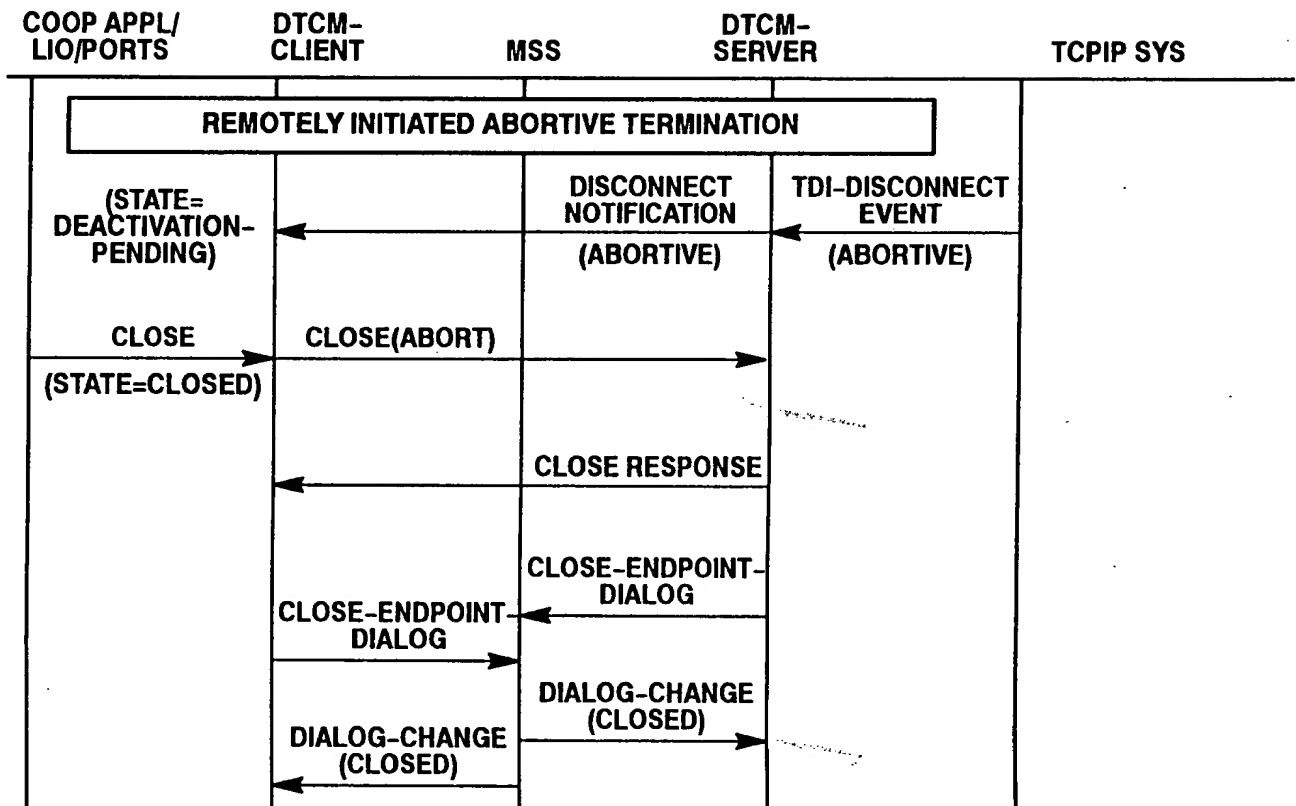 COOP APPL/
LIO/PORTS
DTCM-
CLIENT
MSS
DTCM-
SERVER
TCPIP SYS
REMOTELY INITIATED ABORTIVE TERMINATION
(STATE=
DEACTIVATION-
PENDING)
DISCONNECT
NOTIFICATION
(ABORTIVE)
TDI-DISCONNECT
EVENT
(ABORTIVE)
CLOSE
(STATE=CLOSED)
CLOSE(ABORT)
CLOSE RESPONSE
CLOSE-ENDPOINT-
DIALOG
CLOSE-ENDPOINT-
DIALOG
DIALOG-CHANGE
(CLOSED)
DIALOG-CHANGE
(CLOSED)